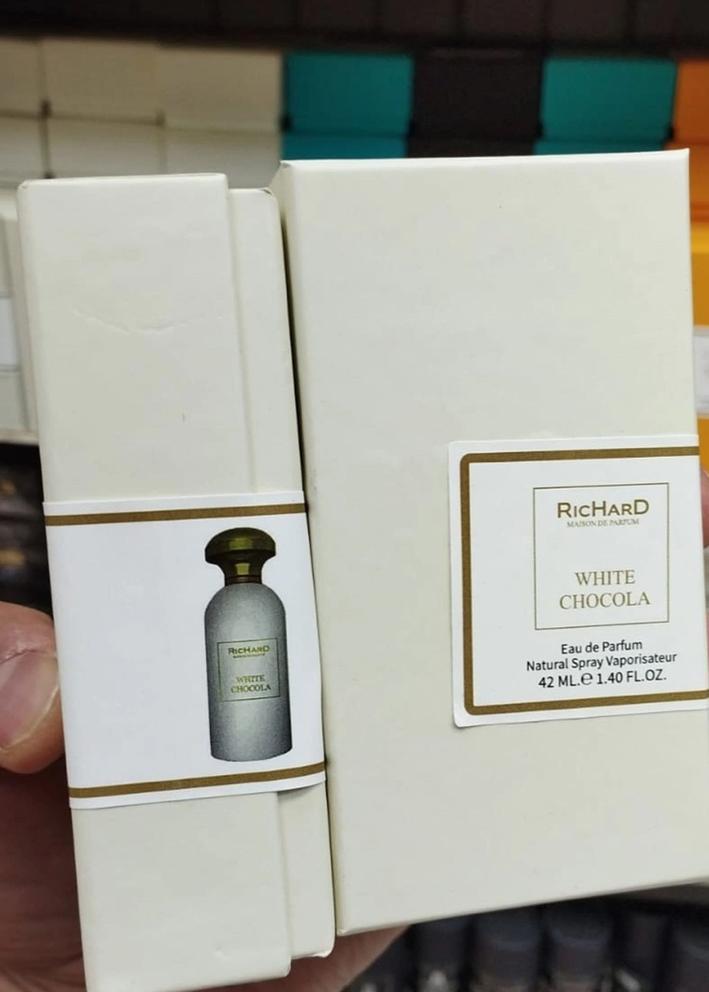 RICHARD
MAISON DE PARFUM
WHITE
CHOCOLA
Eau de Parfum
Natural Spray Vaporisateur
42 ML.℮ 1.40 FL.OZ.
RICHARD
WHITE
CHOCOLA